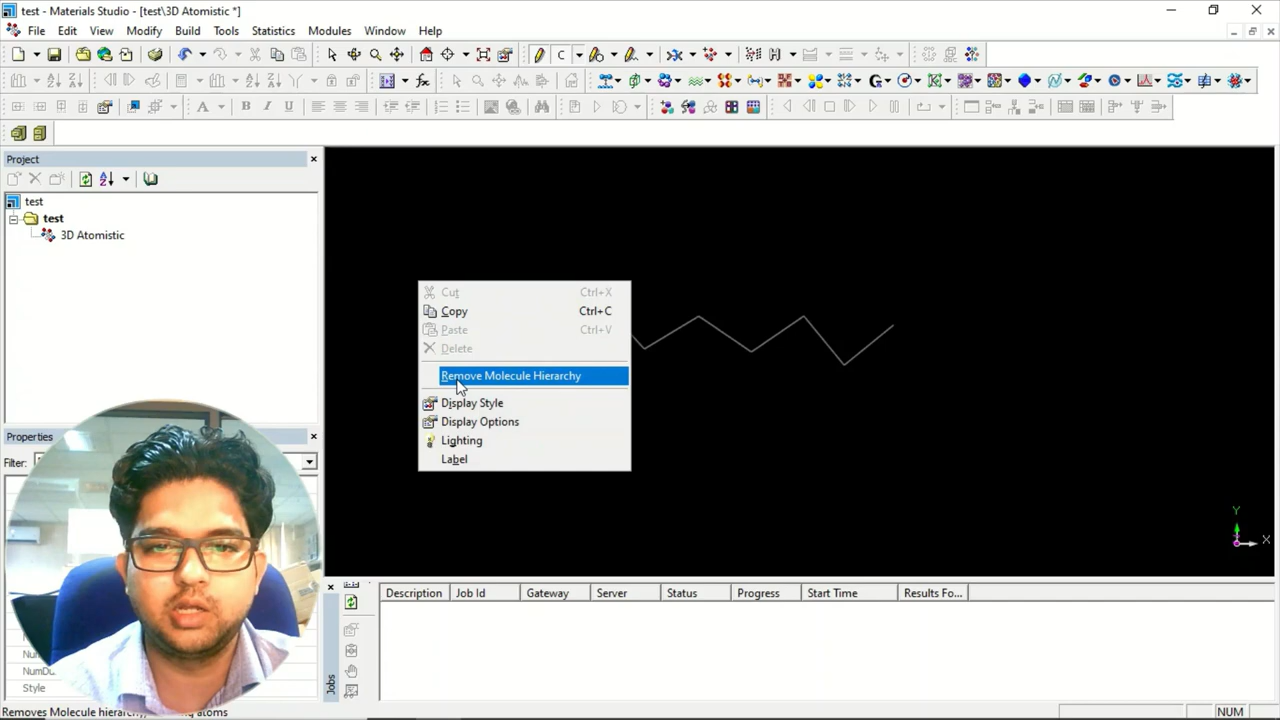 test - Materials Studio - [test\3D Atomistic *]
File Edit View Modify Build Tools Statistics Modules Window Help
C
Project
test
test
3D Atomistic
Cut Ctrl+X
Copy Ctrl+C
Paste Ctrl+V
Delete
Remove Molecule Hierarchy
Display Style
Display Options
Lighting
Label
Properties
Filter:
Style
Y
X
Description Job Id Gateway Server Status Progress Start Time Results Fo...
Jobs
Removes Molecule hierarchy atoms
NUM